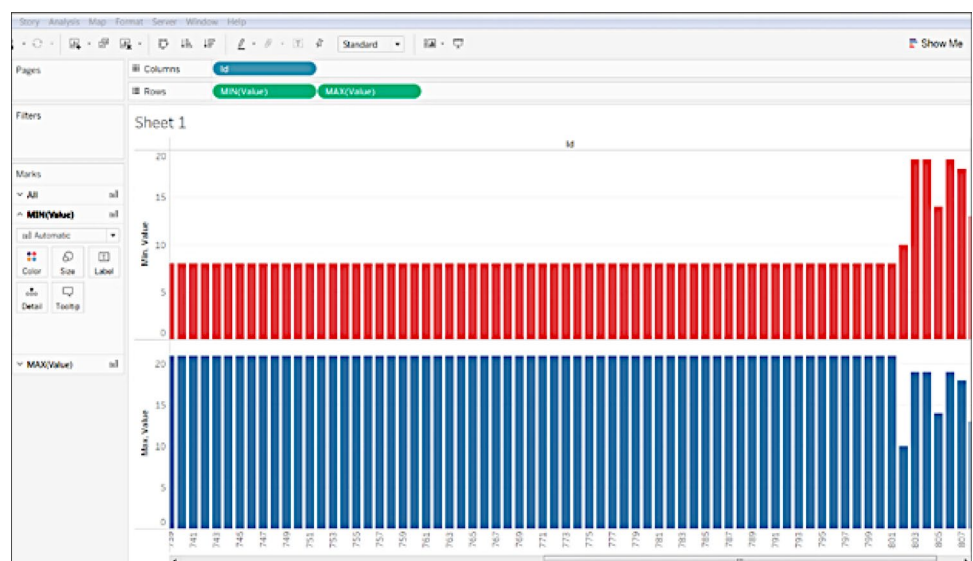 Story Analysis Map Format Server Window Help
Standard
Show Me
Pages
Columns
Id
Rows
MIN(Value)
MAX(Value)
Filters
Sheet 1
Id
Marks
All
MIN(Value)
Automatic
Color
Size
Label
Detail
Tooltip
MAX(Value)
20
15
10
5
0
Min. Value
20
15
10
5
0
Max. Value
739 741 743 745 747 749 751 753 755 757 759 761 763 765 767 769 771 773 775 777 779 781 783 785 787 789 791 793 795 797 799 801 803 805 807